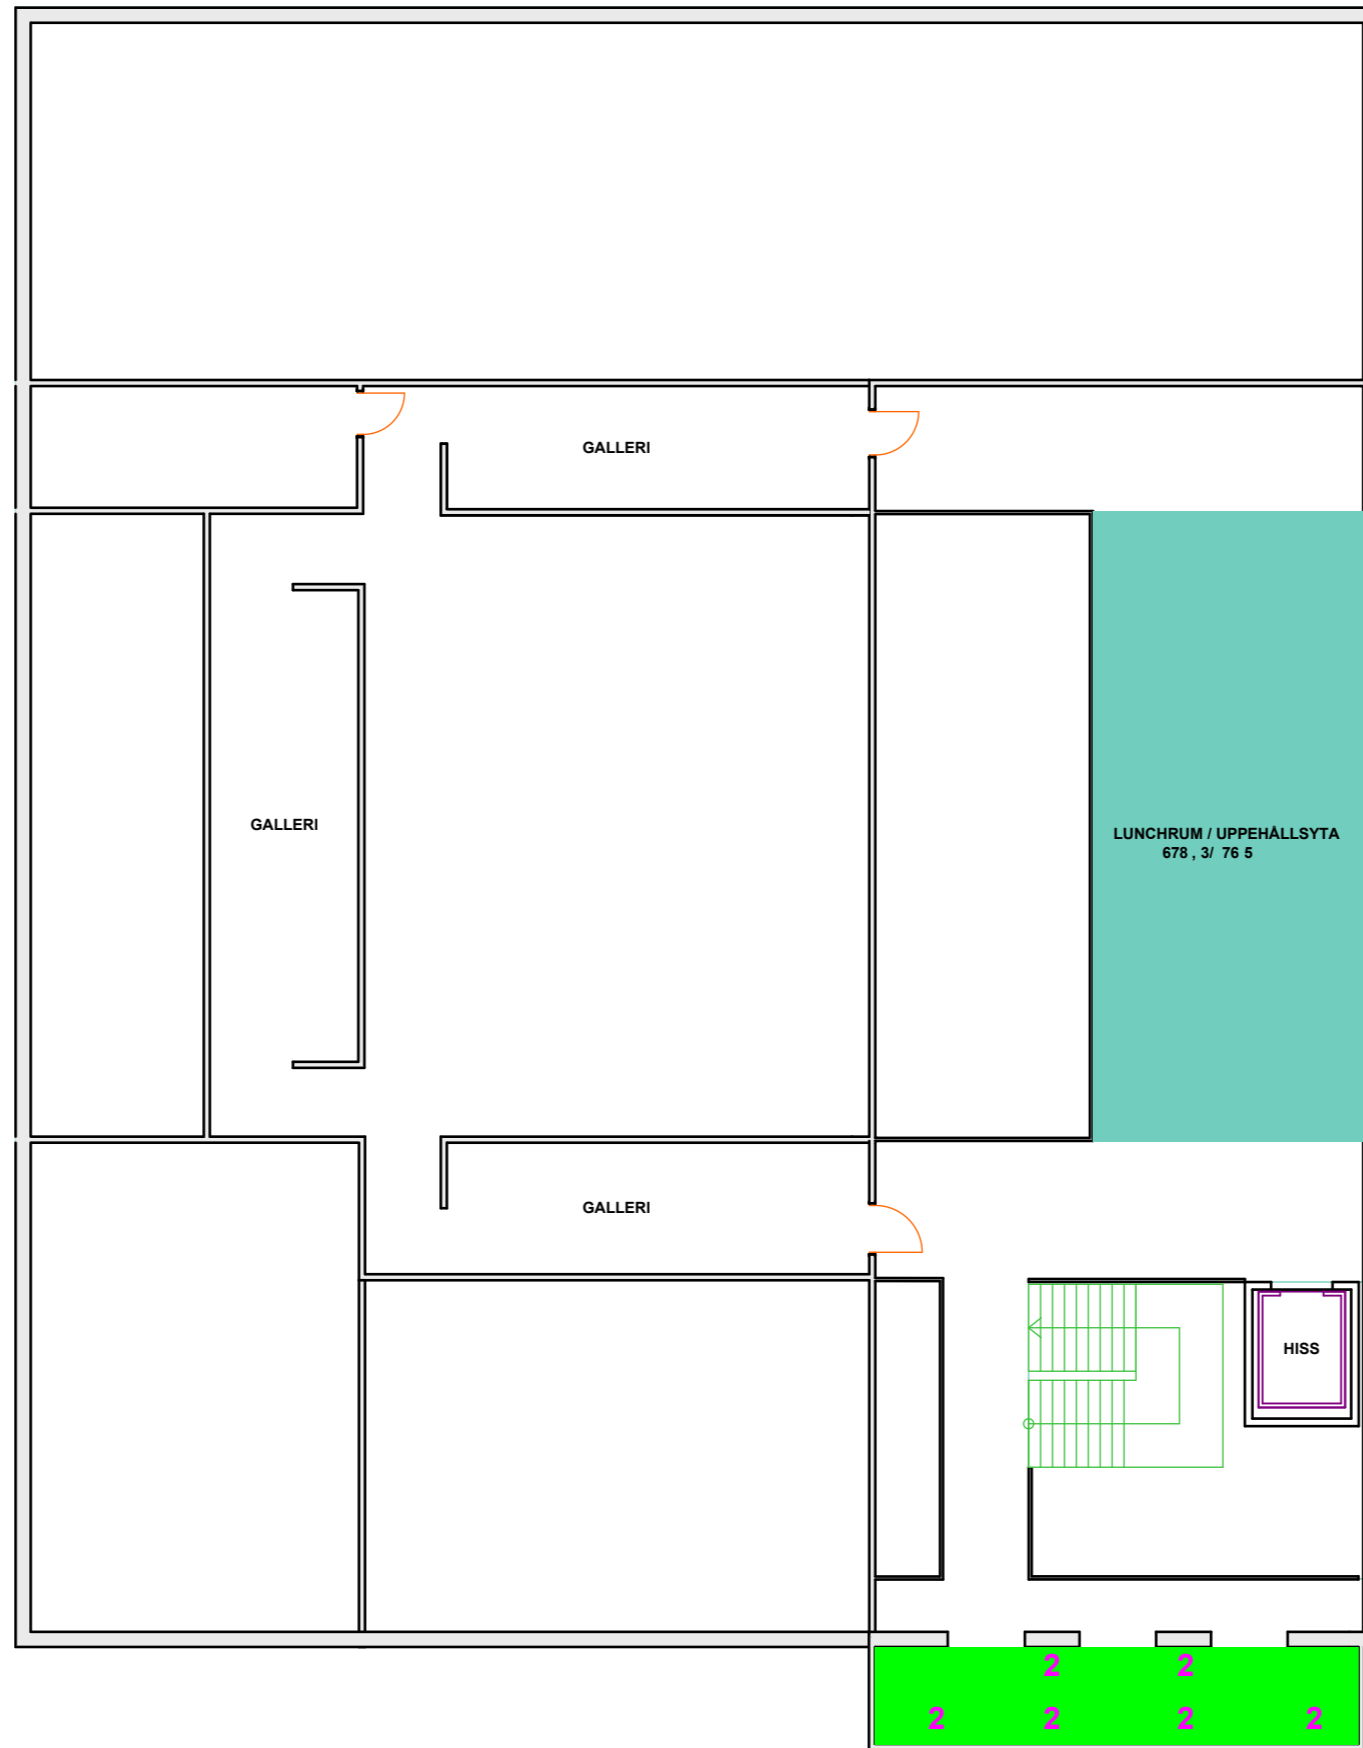 GALLERI
GALLERI
LUNCHRUM / UPPEHÅLLSYTA
678 , 3/ 76 5
GALLERI
HISS
2 2
2 2 2 2